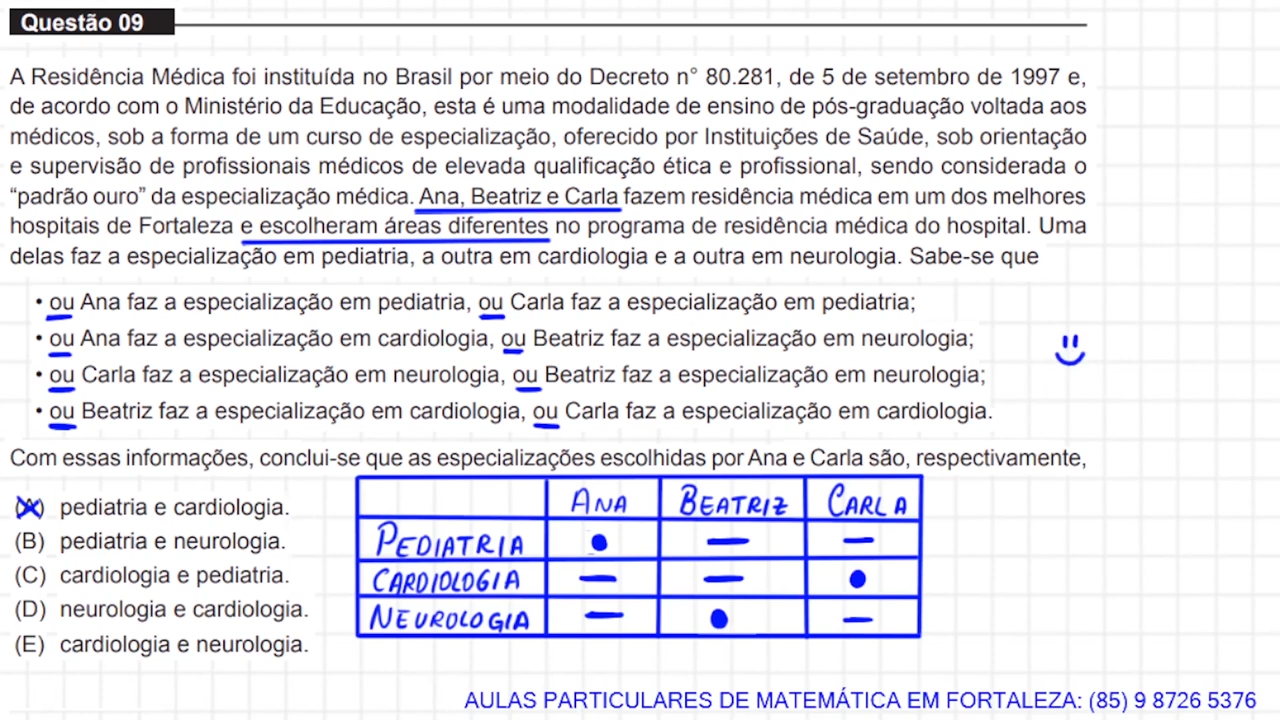 Questão 09
A Residência Médica foi instituída no Brasil por meio do Decreto n° 80.281, de 5 de setembro de 1997 e,
de acordo com o Ministério da Educação, esta é uma modalidade de ensino de pós-graduação voltada aos
médicos, sob a forma de um curso de especialização, oferecido por Instituições de Saúde, sob orientação
e supervisão de profissionais médicos de elevada qualificação ética e profissional, sendo considerada o
“padrão ouro” da especialização médica. Ana, Beatriz e Carla fazem residência médica em um dos melhores
hospitais de Fortaleza e escolheram áreas diferentes no programa de residência médica do hospital. Uma
delas faz a especialização em pediatria, a outra em cardiologia e a outra em neurologia. Sabe-se que
• ou Ana faz a especialização em pediatria, ou Carla faz a especialização em pediatria;
• ou Ana faz a especialização em cardiologia, ou Beatriz faz a especialização em neurologia;
• ou Carla faz a especialização em neurologia, ou Beatriz faz a especialização em neurologia;
• ou Beatriz faz a especialização em cardiologia, ou Carla faz a especialização em cardiologia.
Com essas informações, conclui-se que as especializações escolhidas por Ana e Carla são, respectivamente,
(A) pediatria e cardiologia.
(B) pediatria e neurologia.
(C) cardiologia e pediatria.
(D) neurologia e cardiologia.
(E) cardiologia e neurologia.
ANA BEATRIZ CARLA
PEDIATRIA
CARDIOLOGIA
NEUROLOGIA
AULAS PARTICULARES DE MATEMÁTICA EM FORTALEZA: (85) 9 8726 5376